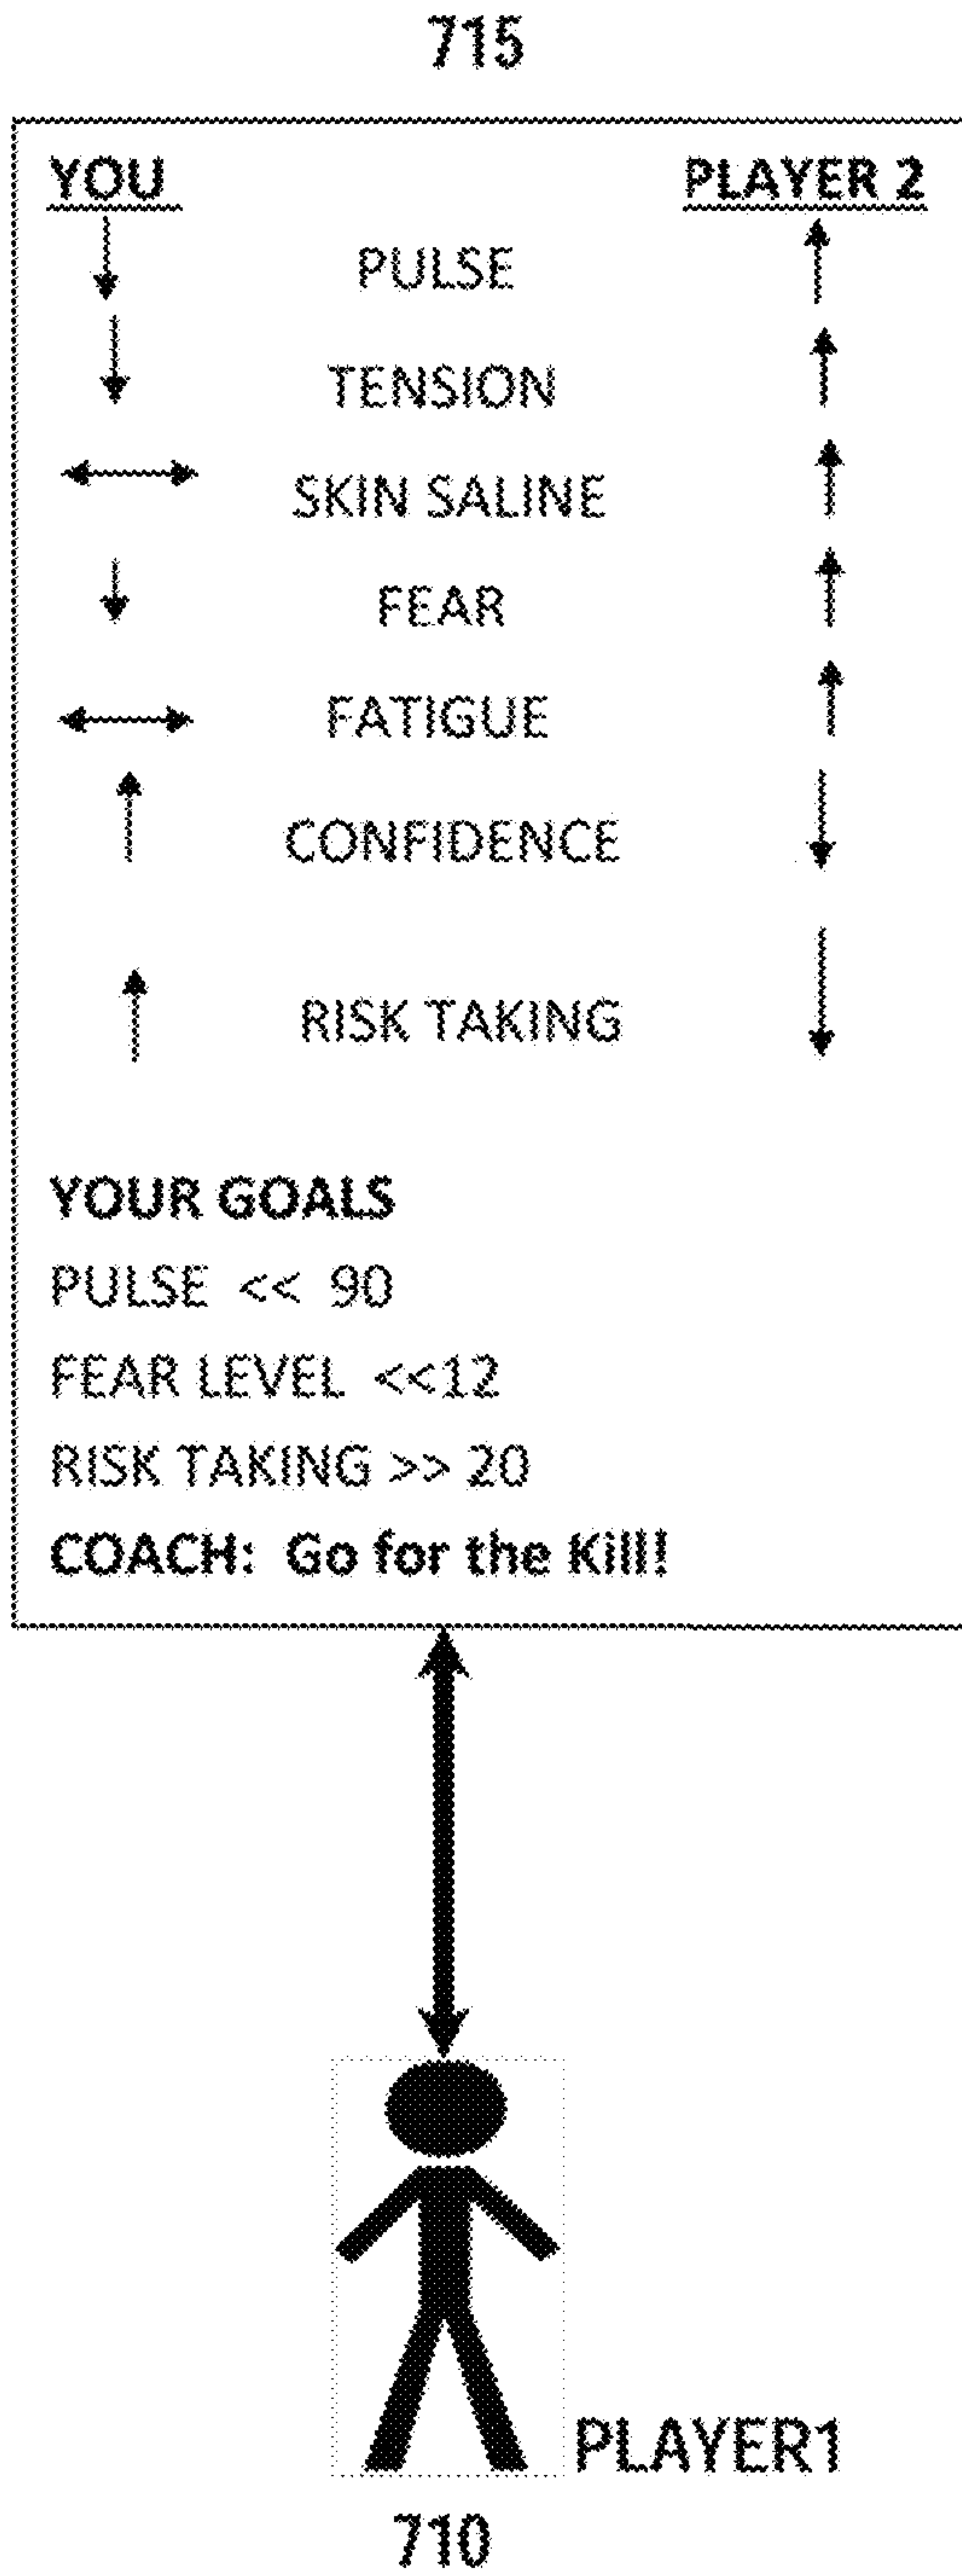 715
YOU PLAYER 2
PULSE
TENSION
SKIN SALINE
FEAR
FATIGUE
CONFIDENCE
RISK TAKING
YOUR GOALS
PULSE << 90
FEAR LEVEL <<12
RISK TAKING >> 20
COACH: Go for the Kill!
PLAYER1
710